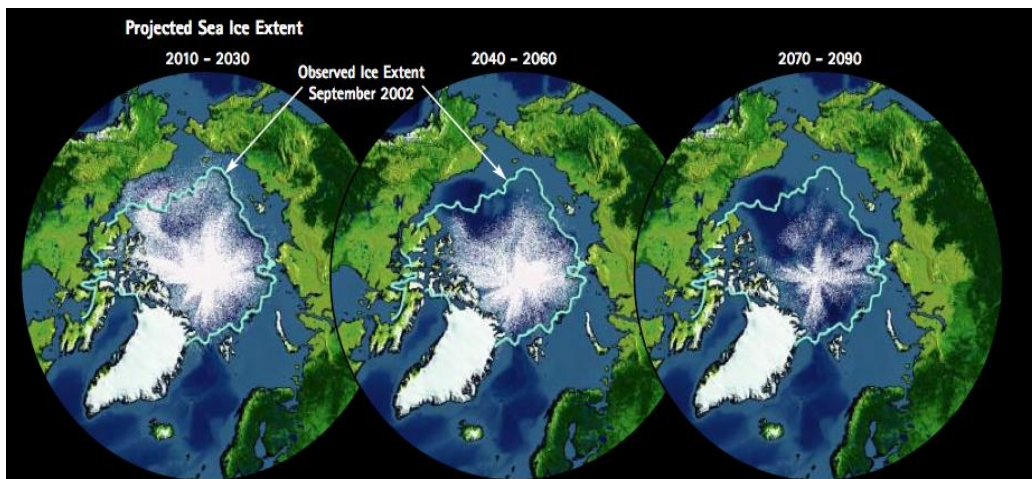 Projected Sea Ice Extent
2010 – 2030
Observed Ice Extent
September 2002
2040 – 2060
2070 – 2090